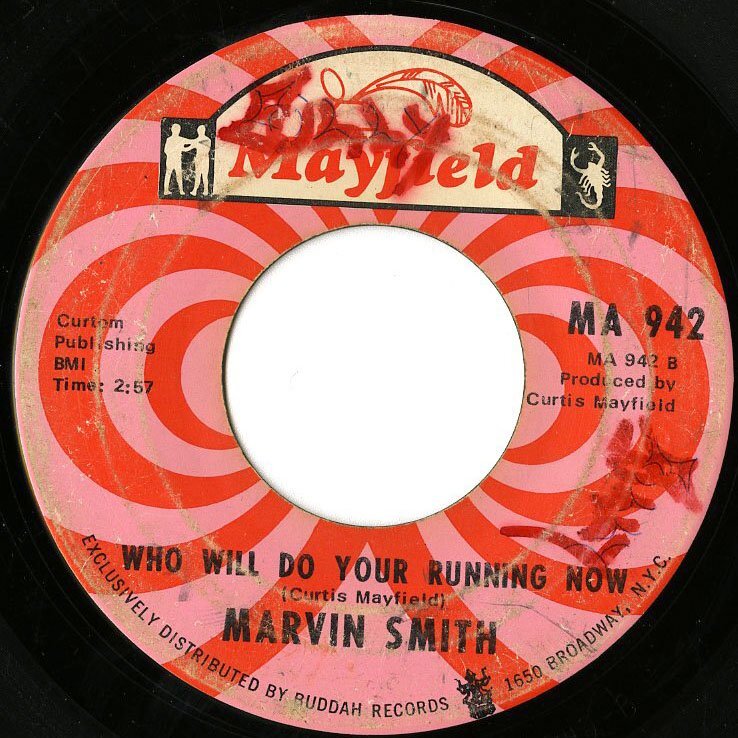 Mayfield
MA 942
Curtom
Publishing
BMI
Time: 2:57
MA 942 B
Produced by
Curtis Mayfield
WHO WILL DO YOUR RUNNING NOW
(Curtis Mayfield)
MARVIN SMITH
EXCLUSIVELY DISTRIBUTED BY BUDDAH RECORDS 1650 BROADWAY, N.Y.C.